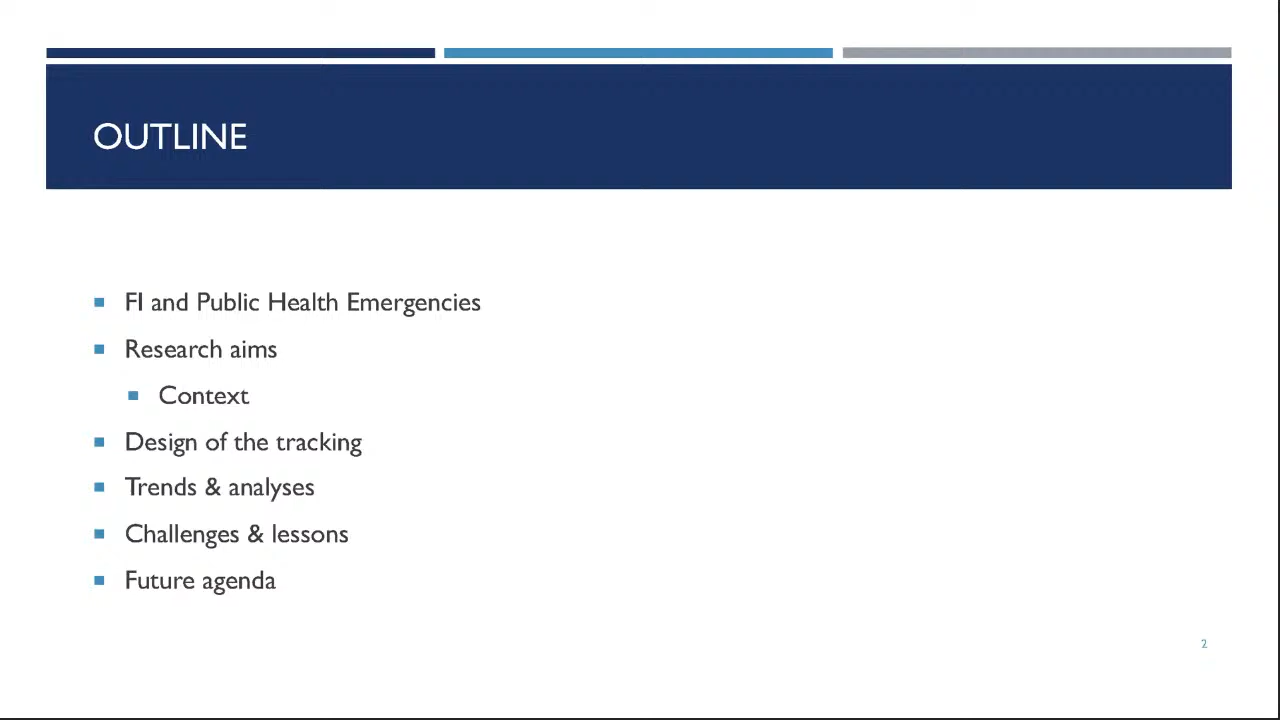 OUTLINE
FI and Public Health Emergencies
Research aims
Context
Design of the tracking
Trends & analyses
Challenges & lessons
Future agenda
2